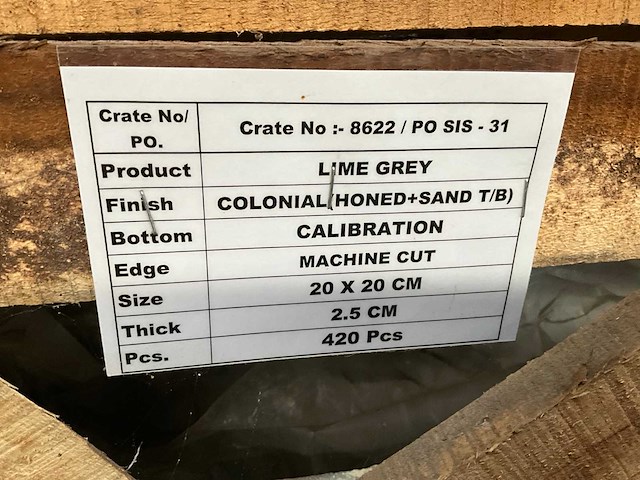 Crate No/ PO. Crate No :- 8622 / PO SIS - 31
Product LIME GREY
Finish COLONIAL(HONED+SAND T/B)
Bottom CALIBRATION
Edge MACHINE CUT
Size 20 X 20 CM
Thick 2.5 CM
Pcs. 420 Pcs